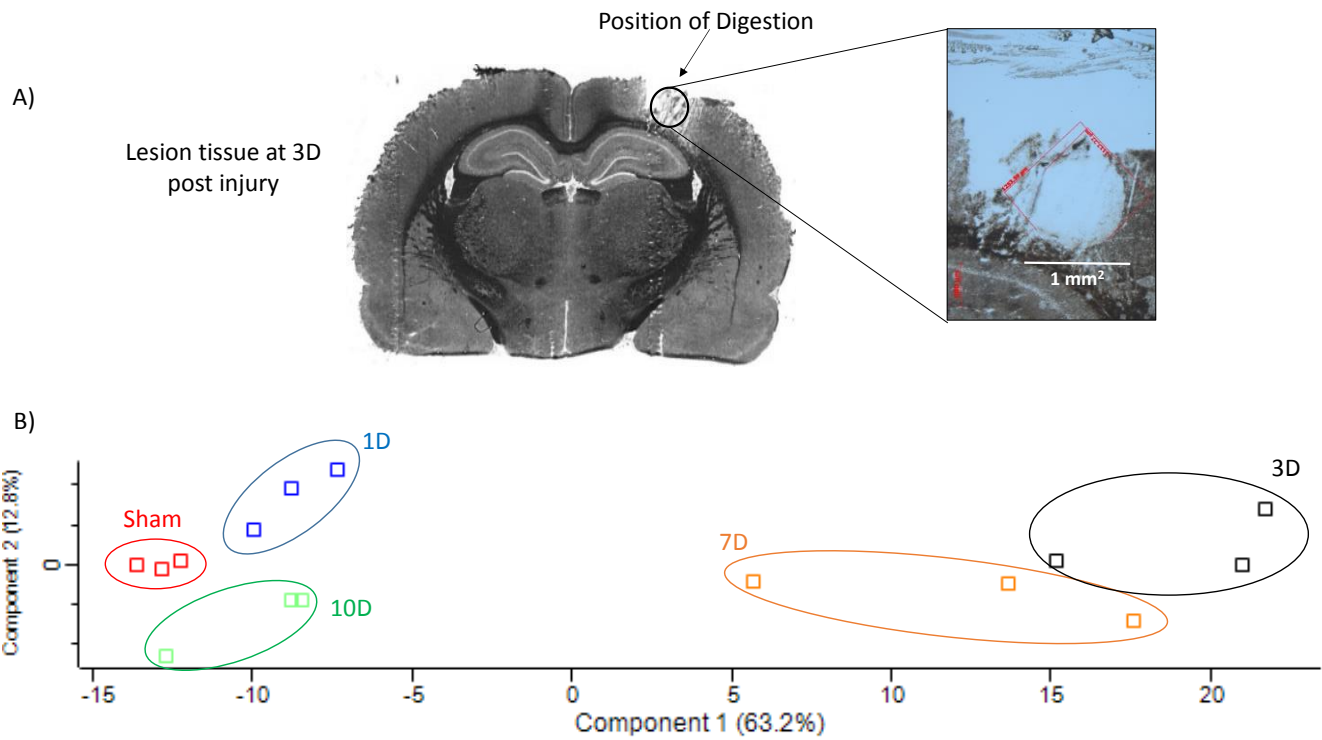 Position of Digestion
A)
Lesion tissue at 3D
post injury
1 mm²
B)
1D
3D
Sham
7D
10D
Component 2 (12.8%)
0
-15
-10
-5
0
5
10
15
20
Component 1 (63.2%)